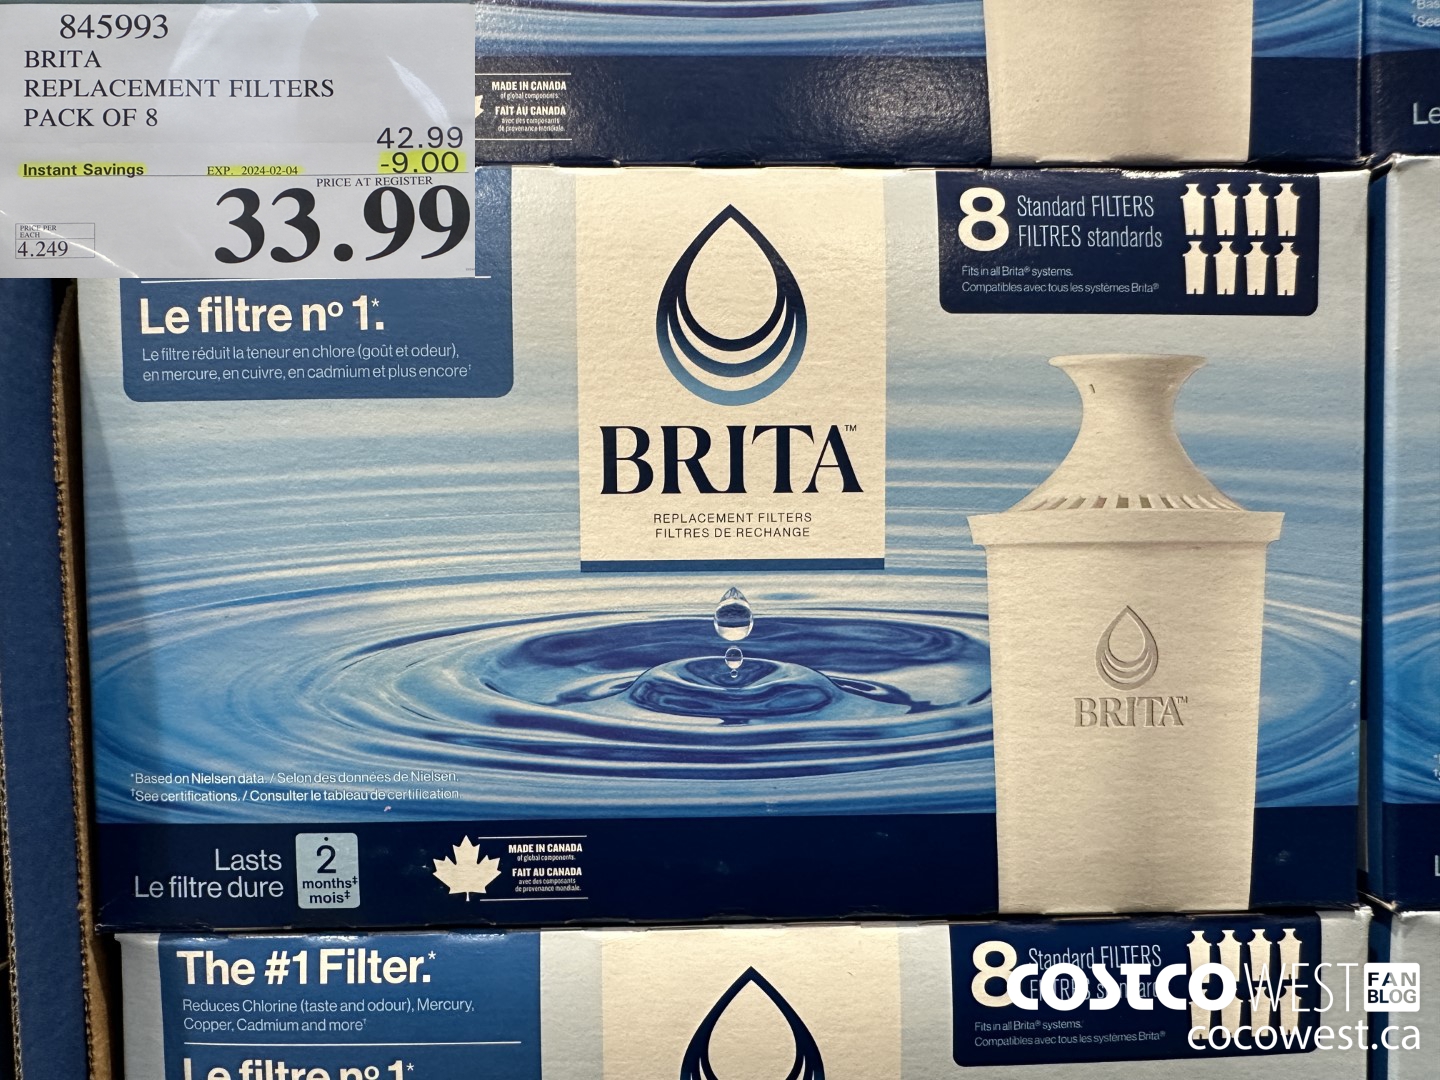 845993
BRITA
REPLACEMENT FILTERS
PACK OF 8
42.99
Instant Savings EXP. 2024-02-04 -9.00
PRICE AT REGISTER
33.99
PRICE PER
EACH
4.249
MADE IN CANADA
of global components.
FAIT AU CANADA
avec des composants
de provenance mondiale.
Le filtre nº 1.*
Le filtre réduit la teneur en chlore (goût et odeur),
en mercure, en cuivre, en cadmium et plus encore†
BRITA™
REPLACEMENT FILTERS
FILTRES DE RECHANGE
8 Standard FILTERS
FILTRES standards
Fits in all Brita® systems.
Compatibles avec tous les systèmes Brita®
BRITA™
*Based on Nielsen data. / Selon des données de Nielsen.
†See certifications. / Consulter le tableau de certification.
Lasts
Le filtre dure
2
months‡
mois‡
MADE IN CANADA
of global components.
FAIT AU CANADA
avec des composants
de provenance mondiale.
The #1 Filter.*
Reduces Chlorine (taste and odour), Mercury,
Copper, Cadmium and more†
Le filtre nº 1.*
8 Standard FILTERS
FILTRES standard
Fits in all Brita® systems.
Compatibles avec tous les systèmes Brita®
COSTCO WEST FAN BLOG
cocowest.ca